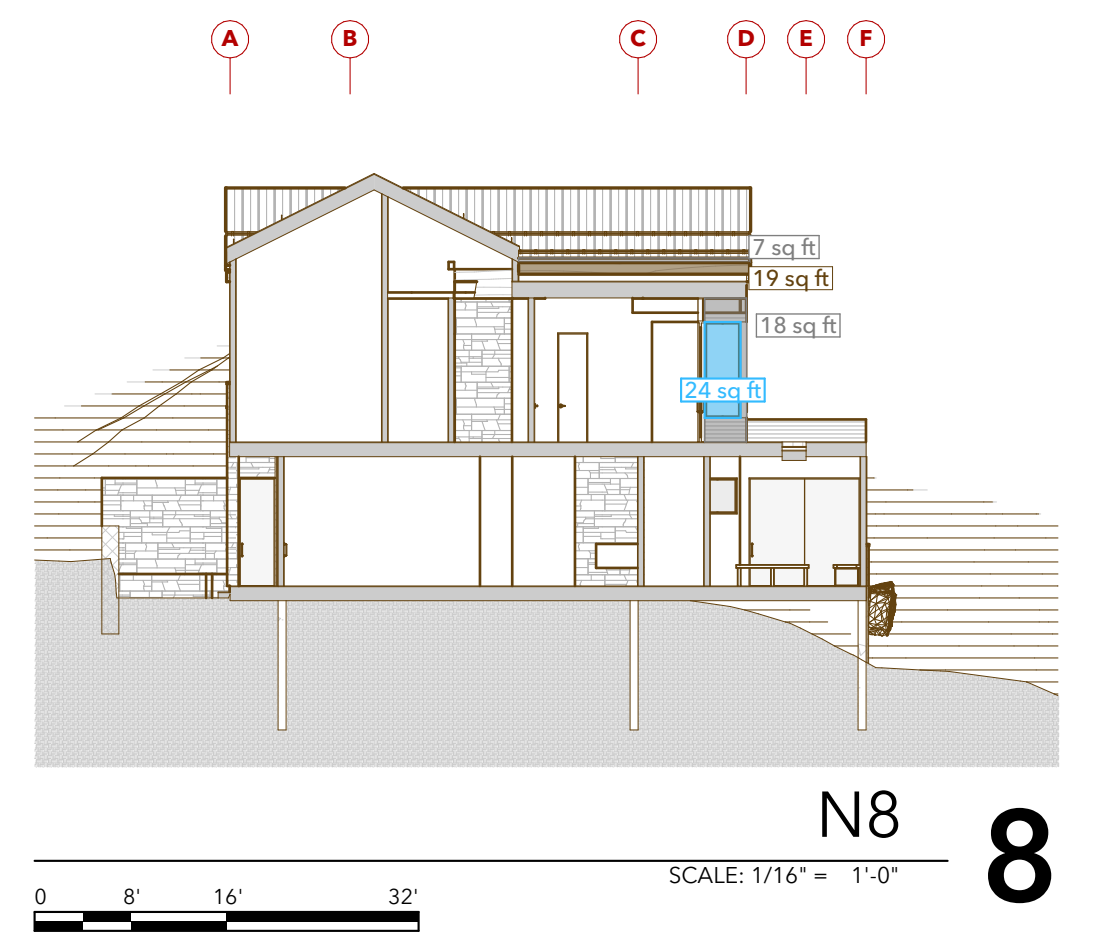 A B C D E F
7 sq ft
19 sq ft
18 sq ft
24 sq ft
N8
8
SCALE: 1/16" = 1'-0"
0 8' 16' 32'